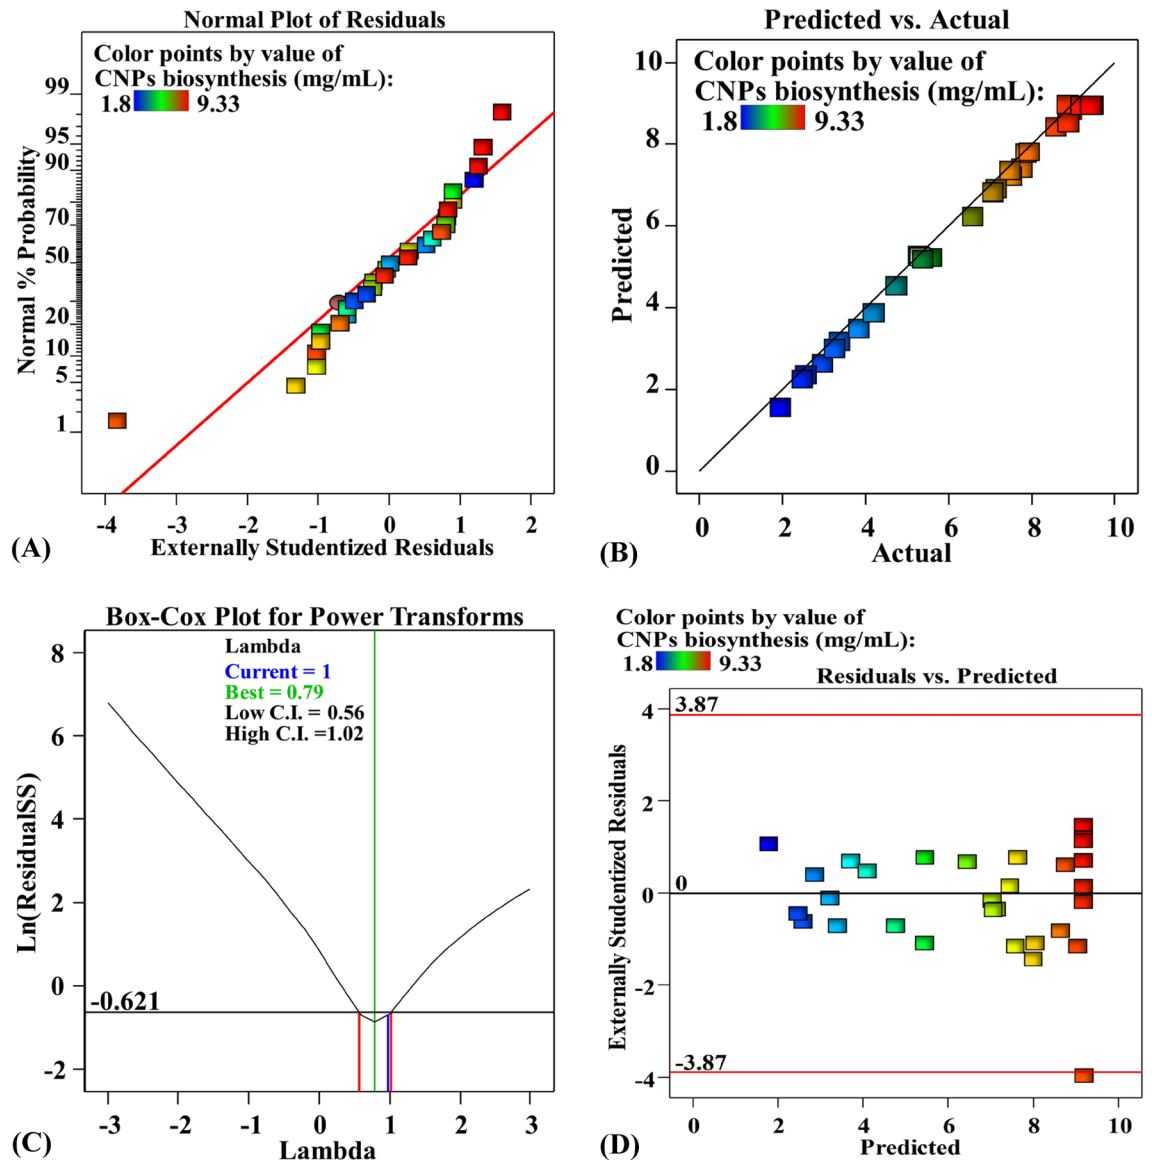 Normal Plot of Residuals
Color points by value of
CNPs biosynthesis (mg/mL):
1.8 9.33
Normal % Probability
99
95
90
70
50
20
10
5
1
-4 -3 -2 -1 0 1 2
Externally Studentized Residuals
(A)
Predicted vs. Actual
Color points by value of
CNPs biosynthesis (mg/mL):
1.8 9.33
Predicted
10
8
6
4
2
0
0 2 4 6 8 10
Actual
(B)
Box-Cox Plot for Power Transforms
Lambda
Current = 1
Best = 0.79
Low C.I. = 0.56
High C.I. =1.02
Ln(ResidualSS)
8
6
4
2
0
-0.621
-2
-3 -2 -1 0 1 2 3
Lambda
(C)
Color points by value of
CNPs biosynthesis (mg/mL):
1.8 9.33
Residuals vs. Predicted
Externally Studentized Residuals
4
3.87
2
0
0
-2
-3.87
-4
0 2 4 6 8 10
Predicted
(D)